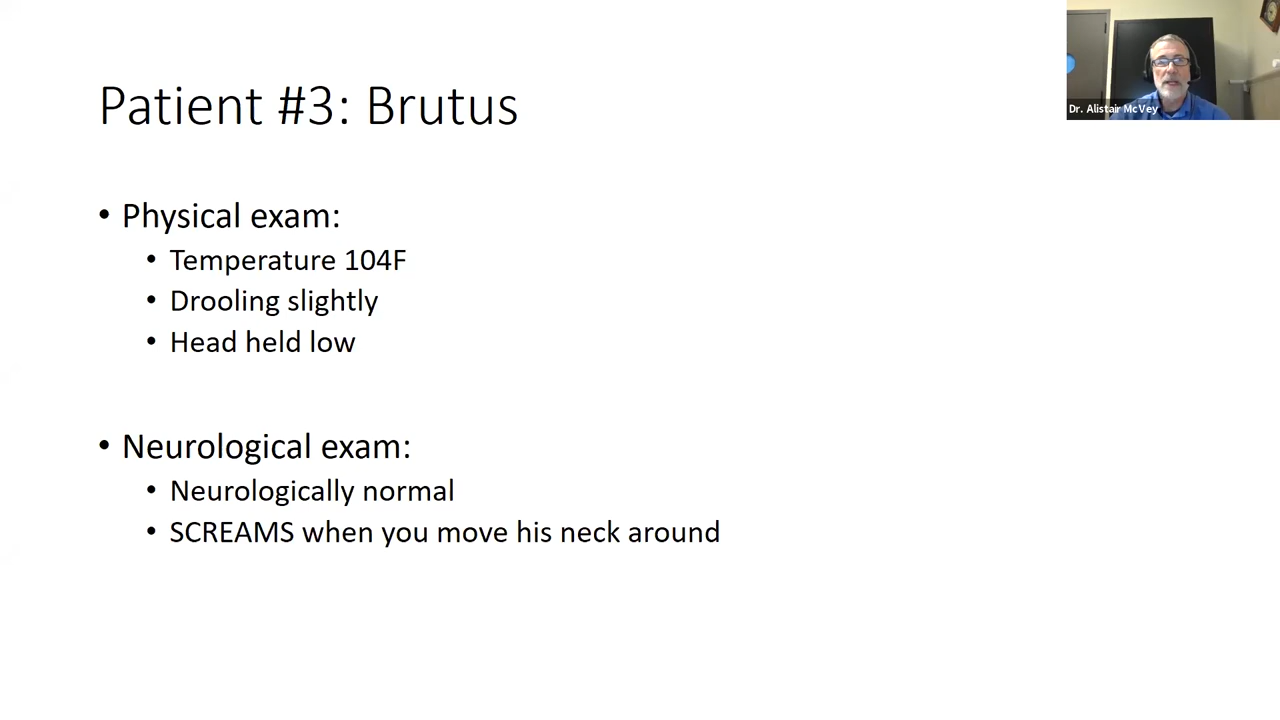 Dr. Alistair McVey
Patient #3: Brutus
• Physical exam:
• Temperature 104F
• Drooling slightly
• Head held low
• Neurological exam:
• Neurologically normal
• SCREAMS when you move his neck around